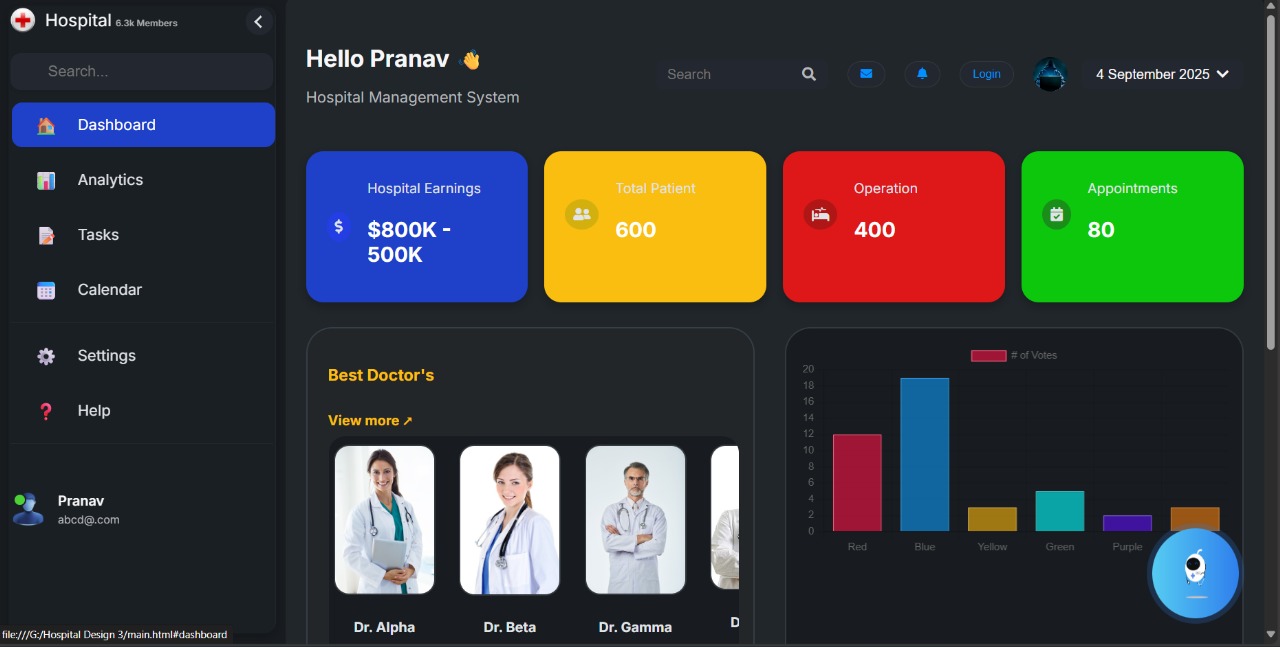 Hospital 6.3k Members
Search...
Dashboard
Analytics
Tasks
Calendar
Settings
Help
Pranav
abcd@.com
file:///G:/Hospital Design 3/main.html#dashboard
Hello Pranav
Hospital Management System
Search
Login
4 September 2025
Hospital Earnings
$
$800K -
500K
Total Patient
600
Operation
400
Appointments
80
Best Doctor's
View more ↗
Dr. Alpha
Dr. Beta
Dr. Gamma
D
# of Votes
20
18
16
14
12
10
8
6
4
2
0
Red
Blue
Yellow
Green
Purple